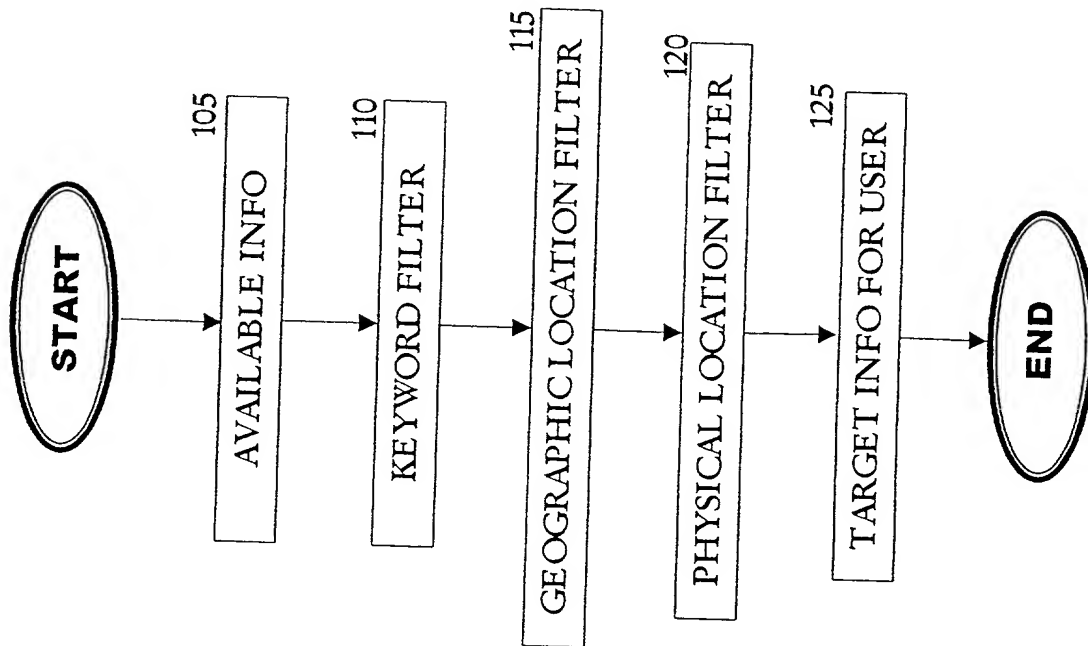 START
105
AVAILABLE INFO
110
KEYWORD FILTER
115
GEOGRAPHIC LOCATION FILTER
120
PHYSICAL LOCATION FILTER
125
TARGET INFO FOR USER
END